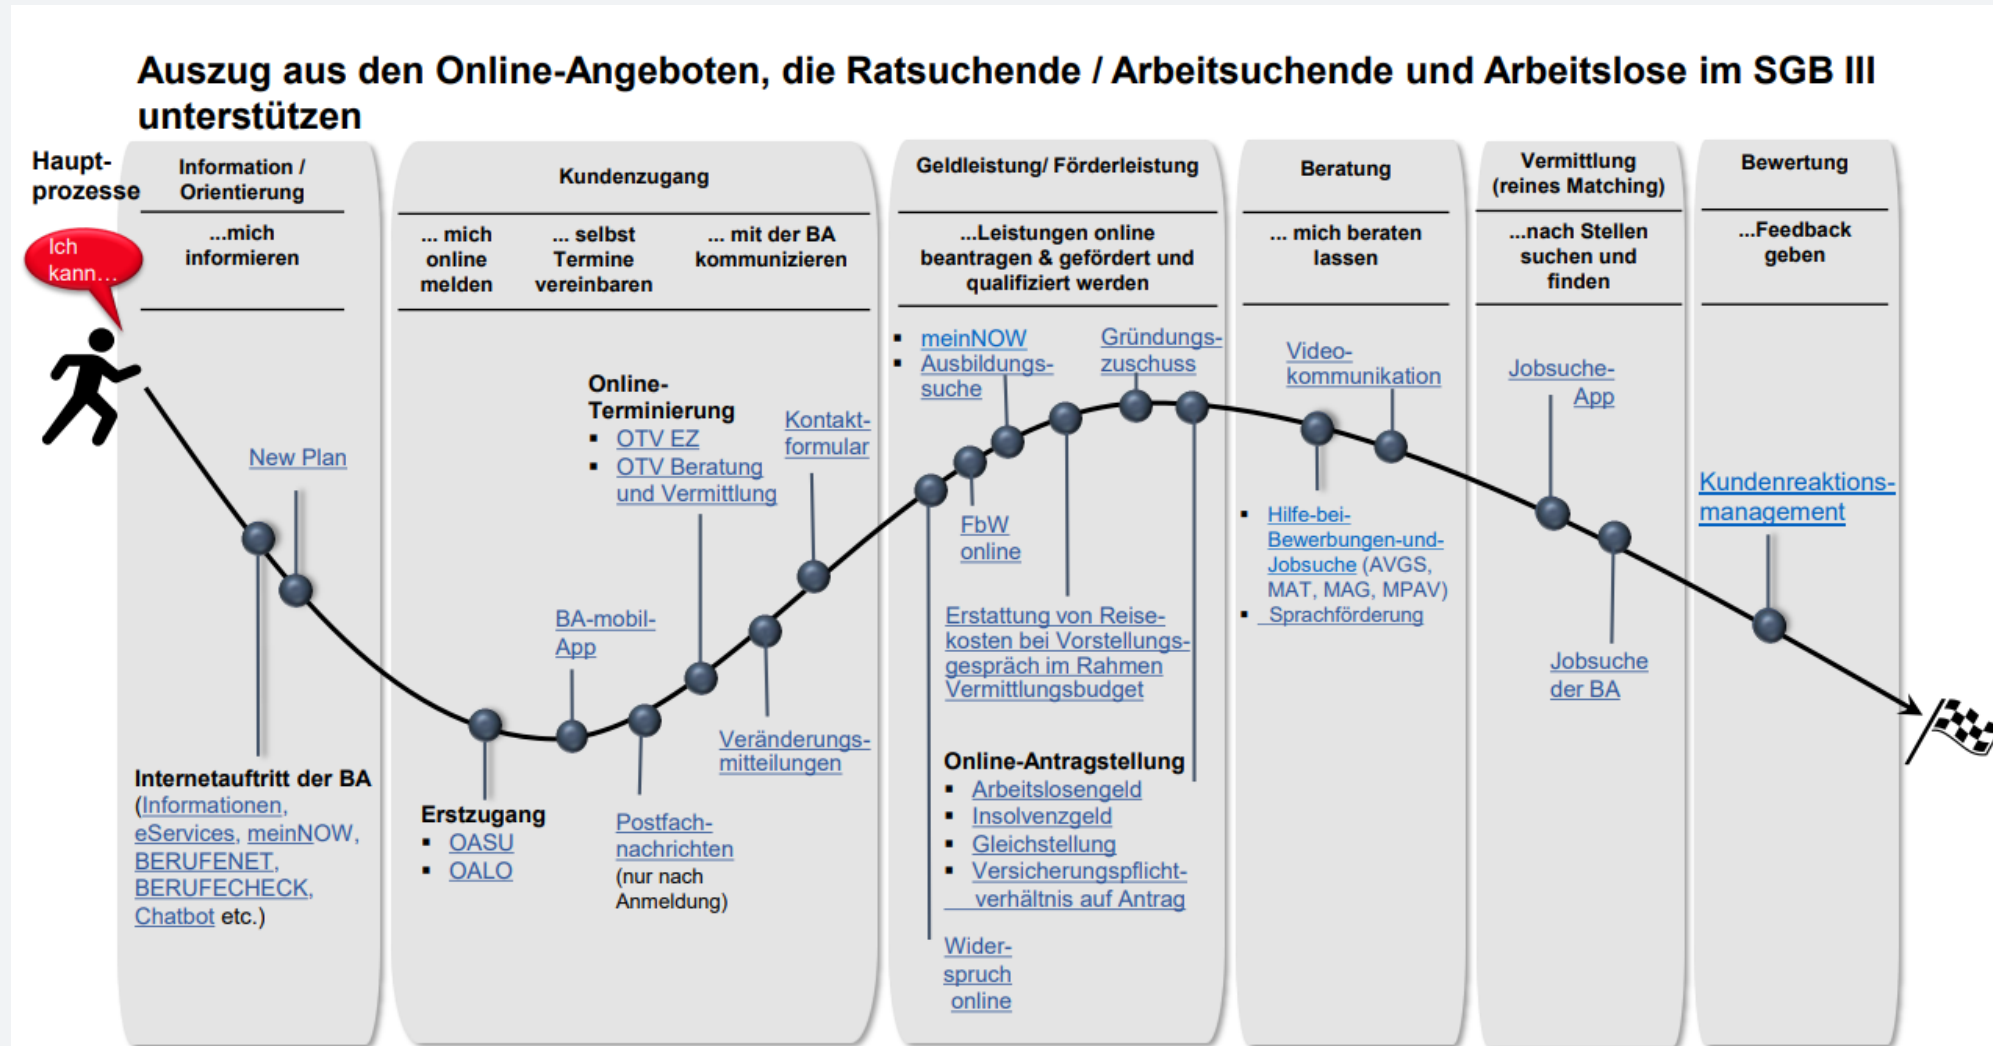 Auszug aus den Online-Angeboten, die Ratsuchende / Arbeitsuchende und Arbeitslose im SGB III
unterstützen
Haupt-
prozesse
Ich
kann…
Information /
Orientierung
...mich
informieren
New Plan
Internetauftritt der BA
(Informationen,
eServices, meinNOW,
BERUFENET,
BERUFECHECK,
Chatbot etc.)
Kundenzugang
... mich
online
melden
... selbst
Termine
vereinbaren
... mit der BA
kommunizieren
Online-
Terminierung
▪ OTV EZ
▪ OTV Beratung
und Vermittlung
Kontakt-
formular
BA-mobil-
App
Veränderungs-
mitteilungen
Erstzugang
▪ OASU
▪ OALO
Postfach-
nachrichten
(nur nach
Anmeldung)
Geldleistung/ Förderleistung
...Leistungen online
beantragen & gefördert und
qualifiziert werden
▪ meinNOW
▪ Ausbildungs-
suche
Gründungs-
zuschuss
FbW
online
Erstattung von Reise-
kosten bei Vorstellungs-
gespräch im Rahmen
Vermittlungsbudget
Online-Antragstellung
▪ Arbeitslosengeld
▪ Insolvenzgeld
▪ Gleichstellung
▪ Versicherungspflicht-
verhältnis auf Antrag
Wider-
spruch
online
Beratung
... mich beraten
lassen
Video-
kommunikation
▪ Hilfe-bei-
Bewerbungen-und-
Jobsuche (AVGS,
MAT, MAG, MPAV)
▪ Sprachförderung
Vermittlung
(reines Matching)
...nach Stellen
suchen und
finden
Jobsuche-
App
Jobsuche
der BA
Bewertung
...Feedback
geben
Kundenreaktions-
management